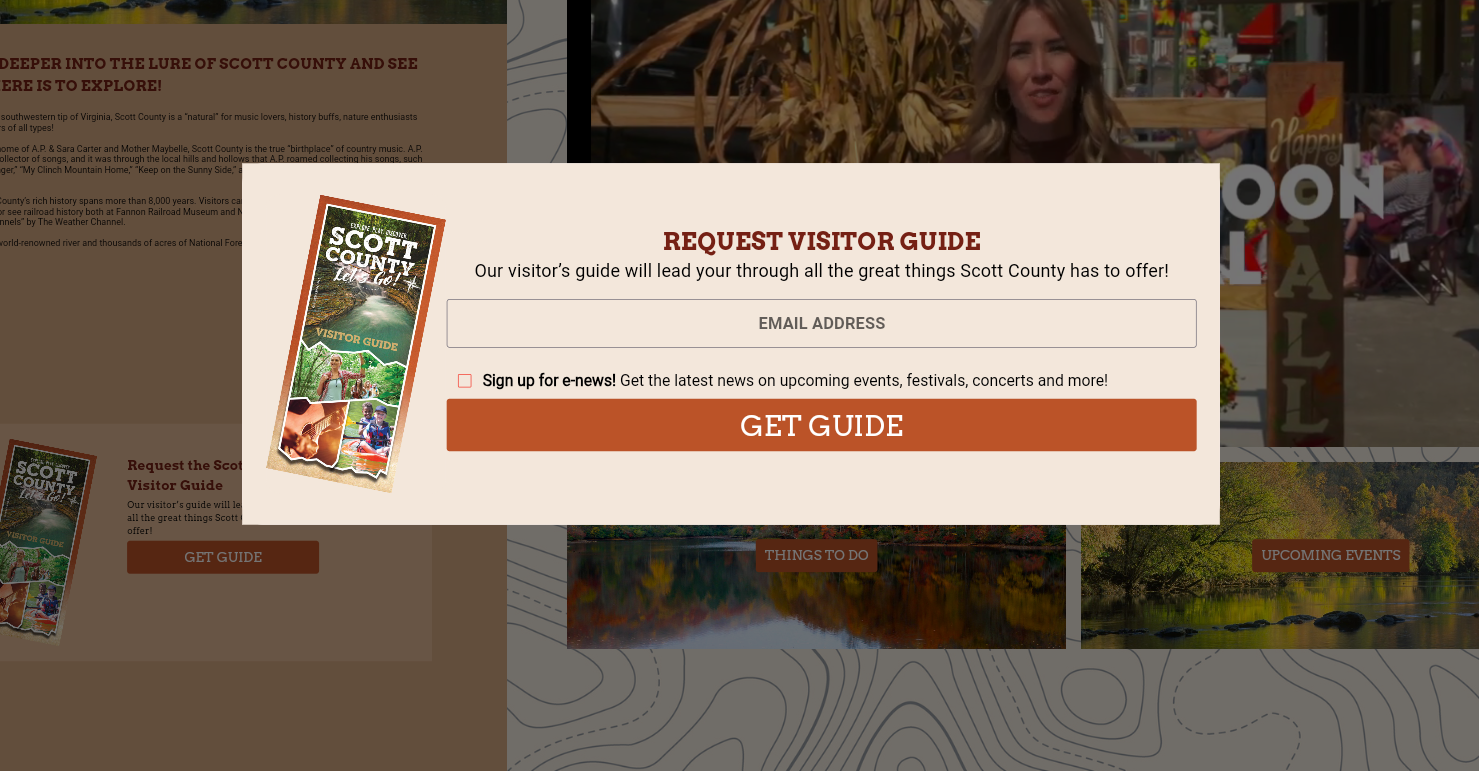 DEEPER INTO THE LURE OF SCOTT COUNTY AND SEE
ERE IS TO EXPLORE!
southwestern tip of Virginia, Scott County is a "natural" for music lovers, history buffs, nature enthusiasts
rs of all types!
ome of A.P. & Sara Carter and Mother Maybelle, Scott County is the true "birthplace" of country music. A.P.
ollector of songs, and it was through the local hills and hollows that A.P. roamed collecting his songs, such
ger," "My Clinch Mountain Home," "Keep on the Sunny Side,"
County's rich history spans more than 8,000 years. Visitors ca
or see railroad history both at Fannon Railroad Museum and N
nnels" by The Weather Channel.
world-renowned river and thousands of acres of National Fore
Happy
FALL
OON
L
EXPLORE. PLAY. DISCOVER.
SCOTT
COUNTY
Let's Go!
VISITOR GUIDE
REQUEST VISITOR GUIDE
Our visitor's guide will lead your through all the great things Scott County has to offer!
EMAIL ADDRESS
Sign up for e-news! Get the latest news on upcoming events, festivals, concerts and more!
GET GUIDE
SCOTT
COUNTY
Let's Go!
VISITOR GUIDE
Request the Scot
Visitor Guide
Our visitor's guide will le
all the great things Scott C
offer!
GET GUIDE
THINGS TO DO
UPCOMING EVENTS